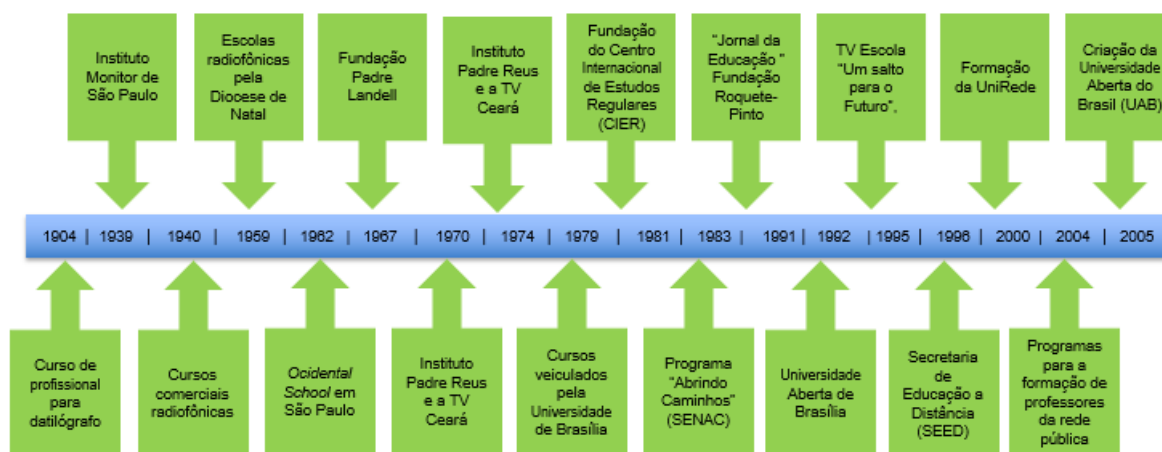 Instituto
Monitor de
São Paulo
Escolas
radiofônicas
pela
Diocese de
Natal
Fundação
Padre
Landell
Instituto
Padre Reus
e a TV
Ceará
Fundação
do Centro
Internacional
de Estudos
Regulares
(CIER)
"Jornal da
Educação "
Fundação
Roquete-
Pinto
TV Escola
"Um salto
para o
Futuro",
Formação
da UniRede
Criação da
Universidade
Aberta do
Brasil (UAB)
1904 | 1939 | 1940 | 1959 | 1962 | 1967 | 1970 | 1974 | 1979 | 1981 | 1983 | 1991 | 1992 | 1995 | 1996 | 2000 | 2004 | 2005
Curso de
profissional
para
datilógrafo
Cursos
comerciais
radiofônicas
Ocidental
School em
São Paulo
Instituto
Padre Reus
e a TV
Ceará
Cursos
veiculados
pela
Universidade
de Brasília
Programa
"Abrindo
Caminhos"
(SENAC)
Universidade
Aberta de
Brasília
Secretaria
de
Educação a
Distância
(SEED)
Programas
para a
formação de
professores
da rede
pública